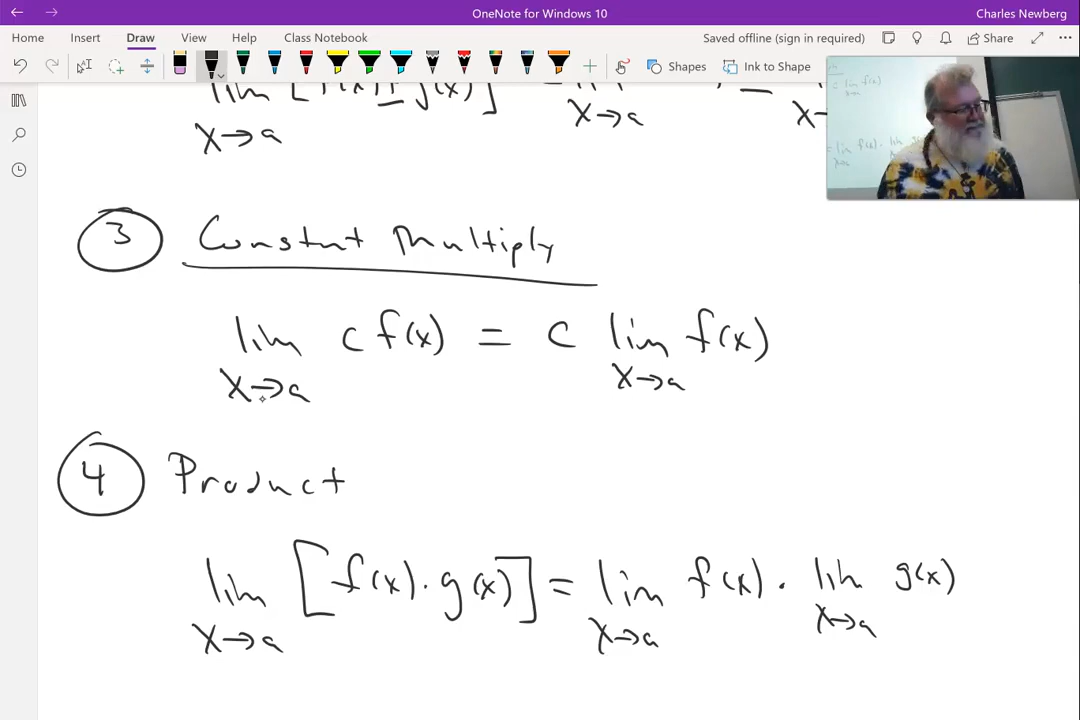 OneNote for Windows 10
Charles Newberg
Home Insert Draw View Help Class Notebook
Saved offline (sign in required)
Share
Shapes
Ink to Shape
lim [f(x) ± g(x)] =
x→a x→a
③ Constant Multiply
lim c f(x) = c lim f(x)
x→a x→a
④ Product
lim [f(x) · g(x)] = lim f(x) · lim g(x)
x→a x→a x→a